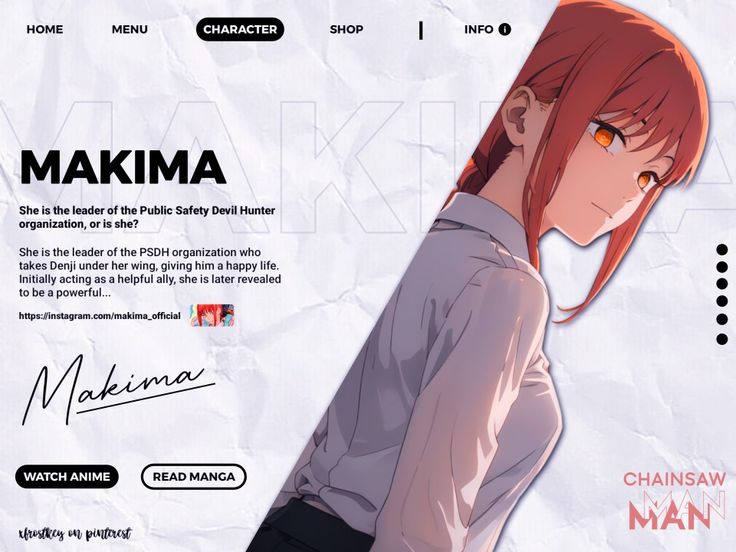 HOME MENU CHARACTER SHOP | INFO i
MAKIMA
MAKIMA
She is the leader of the Public Safety Devil Hunter
organization, or is she?
She is the leader of the PSDH organization who
takes Denji under her wing, giving him a happy life.
Initially acting as a helpful ally, she is later revealed
to be a powerful...
https://instagram.com/makima_official
Makima
WATCH ANIME READ MANGA
xfrostkey on pinterest
CHAINSAW
MAN
MAN